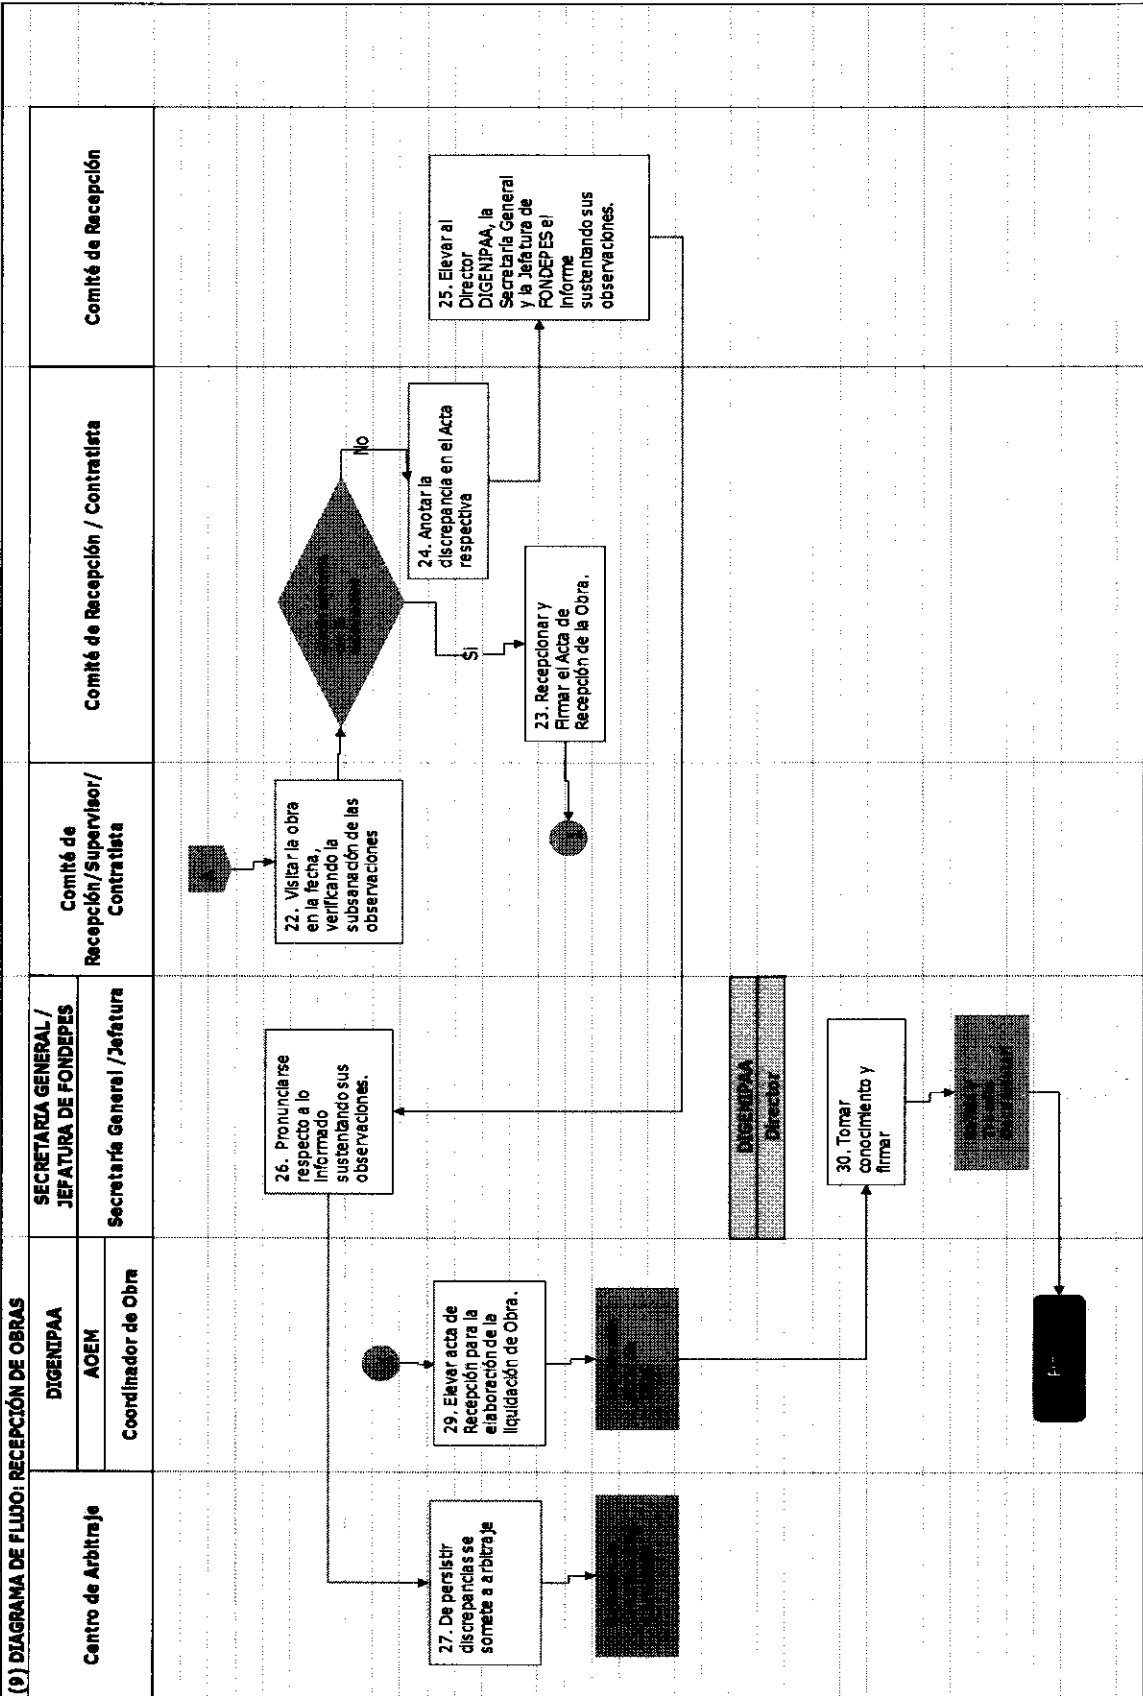 (9) DIAGRAMA DE FLUJO: RECEPCIÓN DE OBRAS
Centro de Arbitraje
DIGENIPAA
AOEM
Coordinador de Obra
SECRETARIA GENERAL /
JEFATURA DE FONDEPES
Secretaría General /Jefatura
Comité de
Recepción/Supervisor/
Contratista
Comité de Recepción / Contratista
Comité de Recepción
22. Visitar la obra
en la fecha,
verificando la
subsanación de las
observaciones
No
Si
23. Recepcionar y
Firmar el Acta de
Recepción de la Obra.
24. Anotar la
discrepancia en el Acta
respectiva
25. Elevar al
Director
DIGENIPAA, la
Secretaría General
y la Jefatura de
FONDEPES el
Informe
sustentando sus
observaciones.
26. Pronunciarse
respecto a lo
Informado
sustentando sus
observaciones.
27. De persistir
discrepancias se
somete a arbitraje
29. Elevar acta de
Recepción para la
elaboración de la
liquidación de Obra.
DIGENIPAA
Director
30. Tomar
conocimiento y
firmar